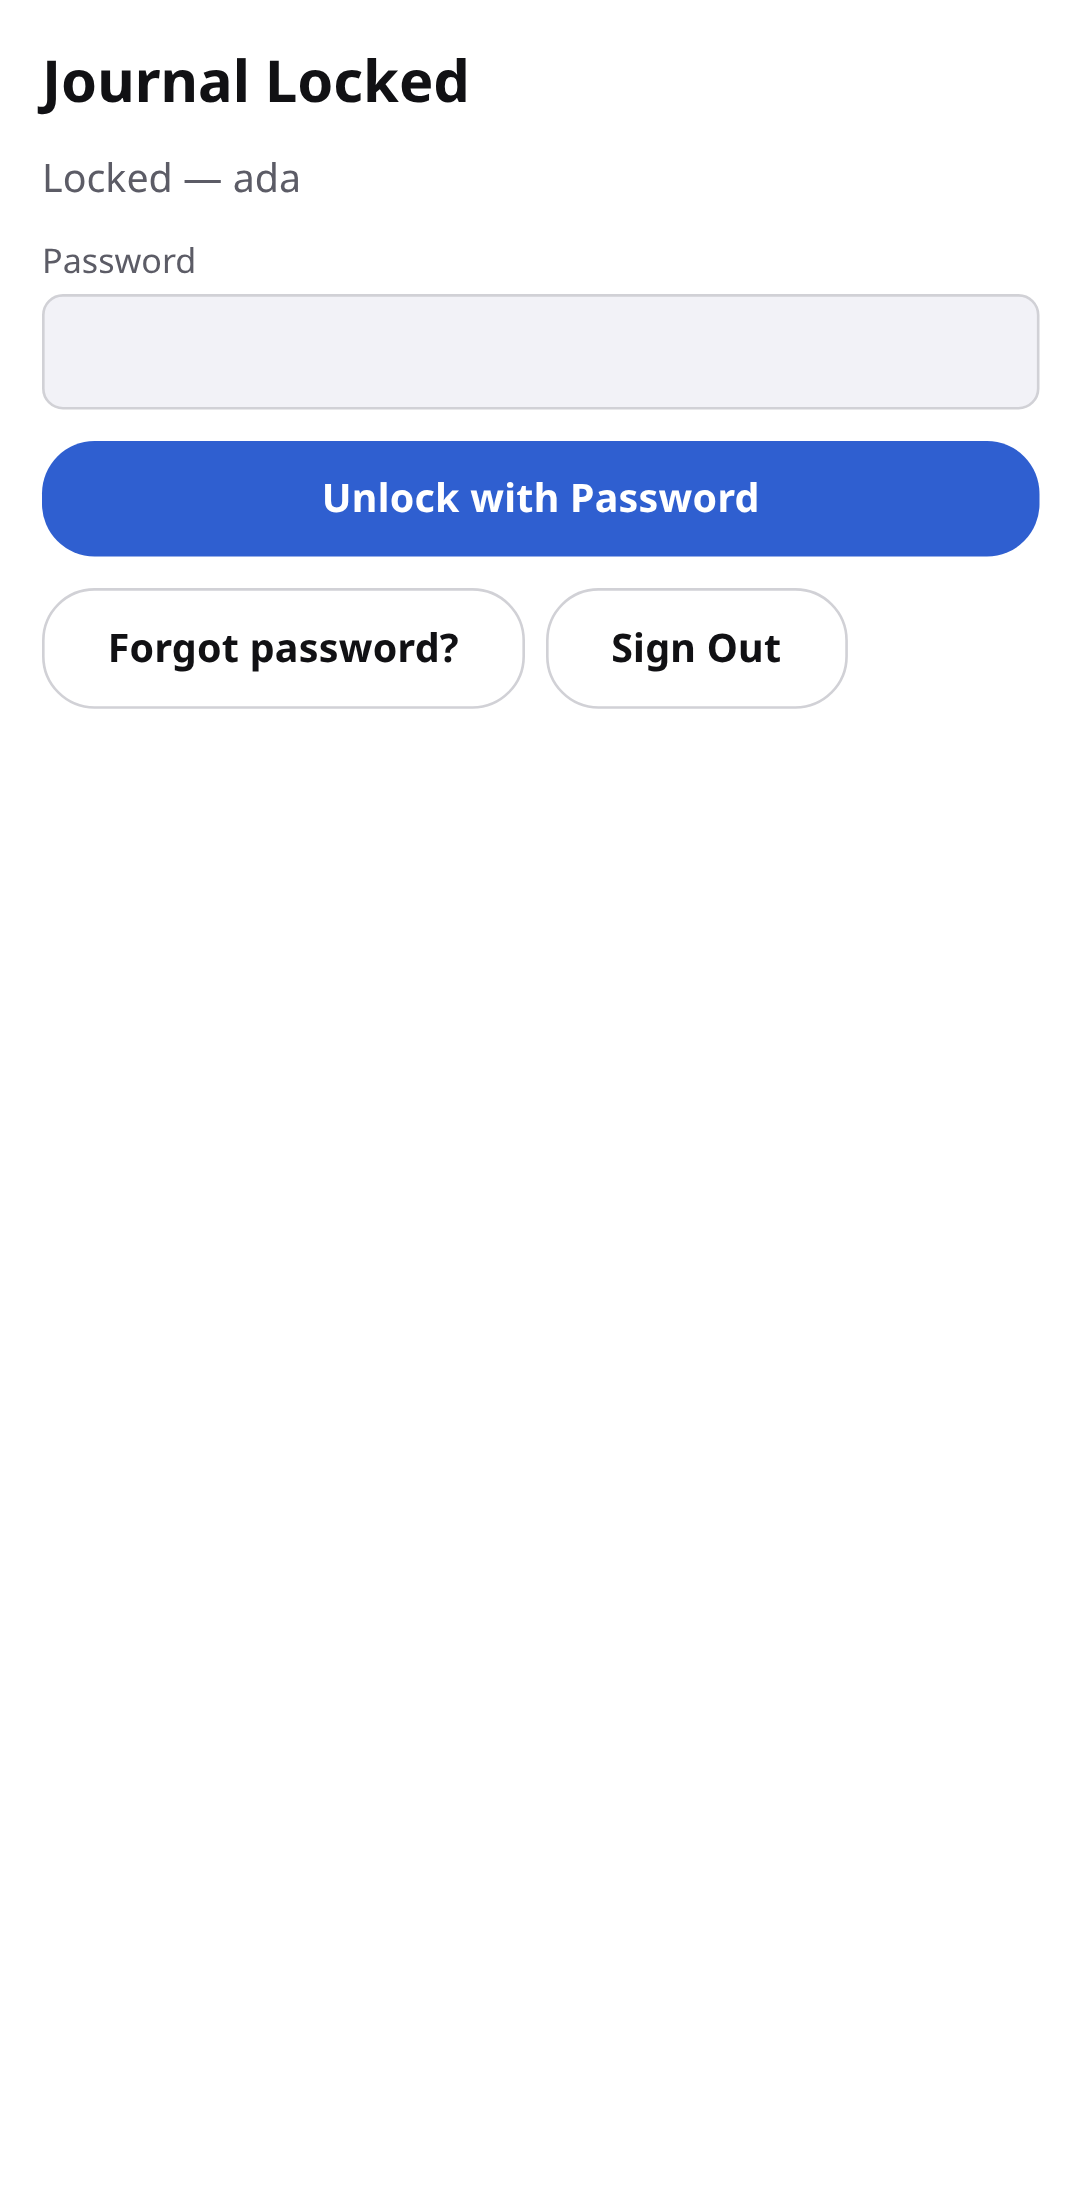 Journal Locked
Locked — ada
Password
Unlock with Password
Forgot password?
Sign Out